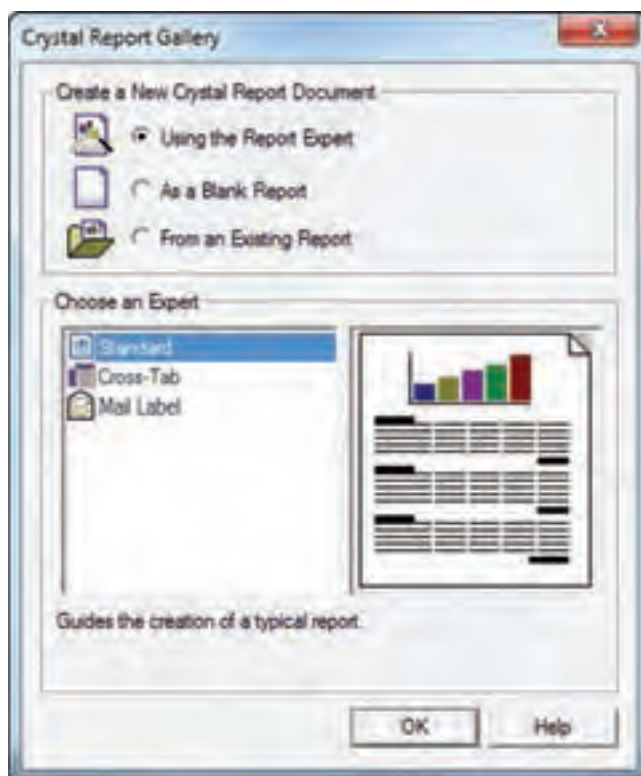 Crystal Report Gallery
Create a New Crystal Report Document
Using the Report Expert
As a Blank Report
From an Existing Report
Choose an Expert
Standard
Cross-Tab
Mail Label
Guides the creation of a typical report.
OK
Help